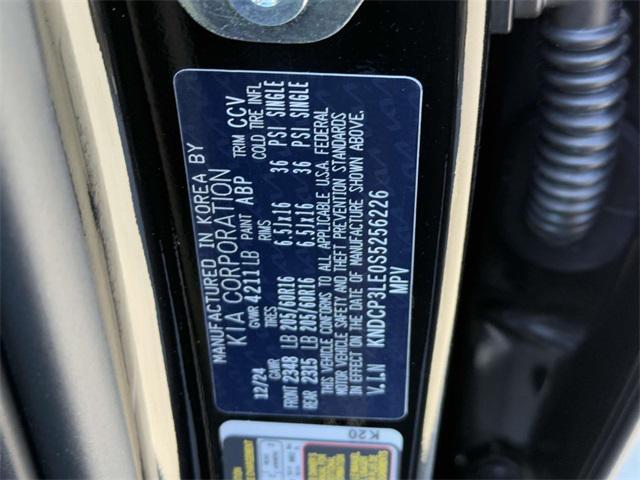 MANUFACTURED IN KOREA BY
KIA CORPORATION
GVWR 4211LB PAINT ABP TRIM CCV
12/24 GAWR TIRES RIMS COLD TIRE INFL
FRONT 2348 LB 205/60R16 6.5Jx16 36 PSI SINGLE
REAR 2315 LB 205/60R16 6.5Jx16 36 PSI SINGLE
THIS VEHICLE CONFORMS TO ALL APPLICABLE U.S.A. FEDERAL
MOTOR VEHICLE SAFETY AND THEFT PREVENTION STANDARDS
IN EFFECT ON THE DATE OF MANUFACTURE SHOWN ABOVE.
V.I.N KNDCP3LE0S5256226
MPV
K20